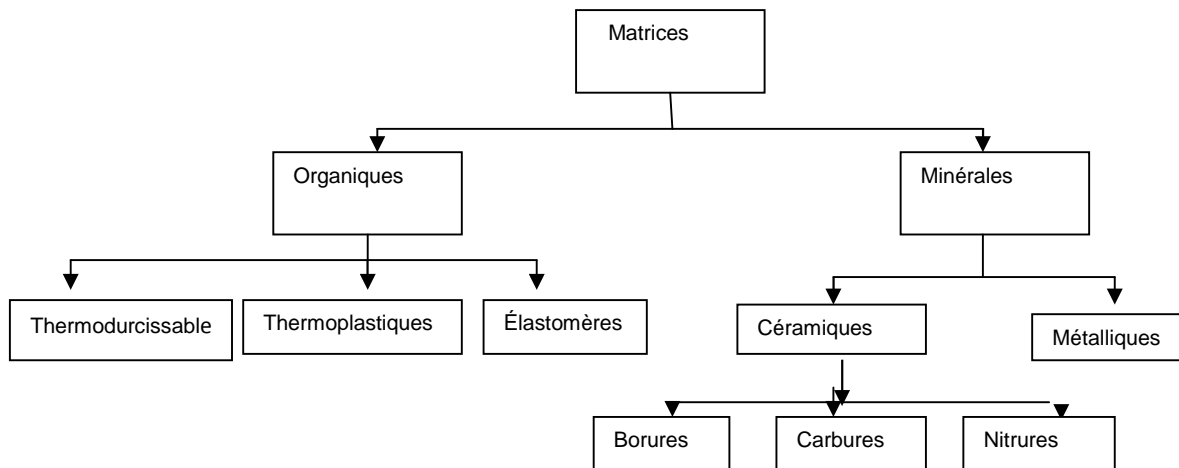 Matrices
Organiques
Minérales
Thermodurcissable
Thermoplastiques
Élastomères
Céramiques
Métalliques
Borures
Carbures
Nitrures